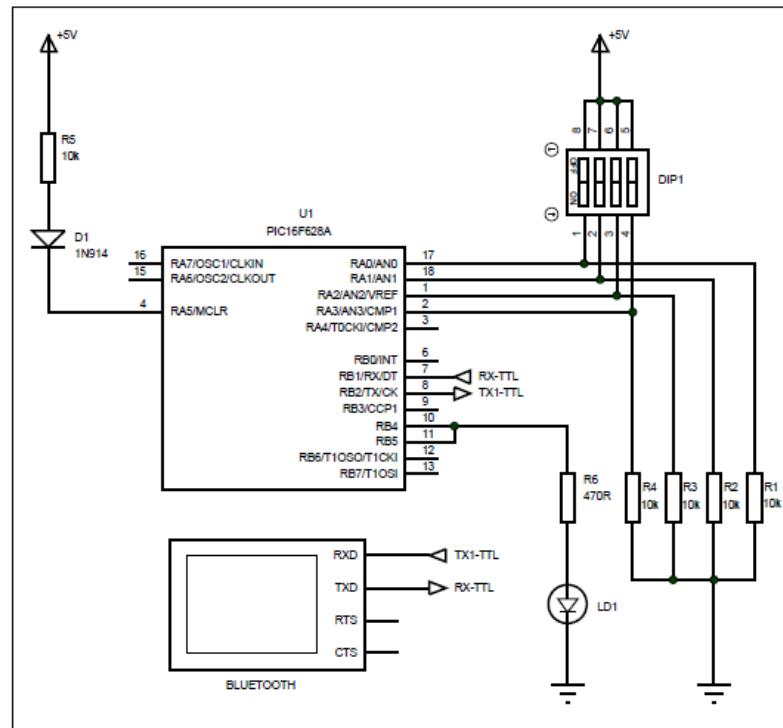 +5V
R5
10k
D1
1N914
U1
PIC16F628A
16 RA7/OSC1/CLKIN
15 RA6/OSC2/CLKOUT
4 RA5/MCLR
RA0/AN0 17
RA1/AN1 18
RA2/AN2/VREF 1
RA3/AN3/CMP1 2
RA4/T0CKI/CMP2 3
RB0/INT 6
RB1/RX/DT 7 RX-TTL
RB2/TX/CK 8 TX1-TTL
RB3/CCP1 9
RB4 10
RB5 11
RB6/T1OSO/T1CKI 12
RB7/T1OSI 13
+5V
8 7 6 5
OFF
ON
DIP1
1 2 3 4
R6
470R
R4
10k
R3
10k
R2
10k
R1
10k
LD1
RXD TX1-TTL
TXD RX-TTL
RTS
CTS
BLUETOOTH